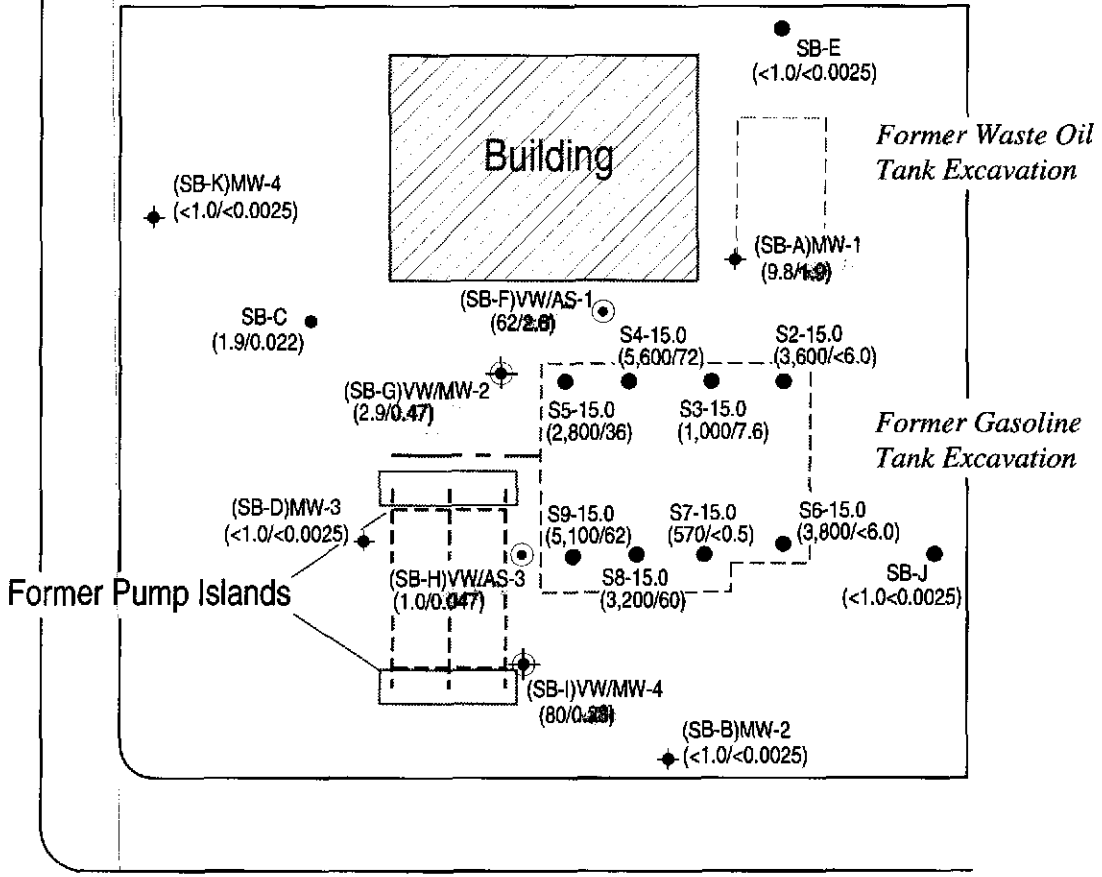 SB-E
(<1.0/<0.0025)
Building
Former Waste Oil
Tank Excavation
(SB-K)MW-4
(<1.0/<0.0025)
(SB-A)MW-1
(9.8/1.9)
SB-C
(1.9/0.022)
(SB-F)VW/AS-1
S4-15.0
(5,600/72)
S2-15.0
(3,600/<6.0)
(SB-G)VW/MW-2
(2.9/0.47)
S5-15.0
(2,800/36)
S3-15.0
(1,000/7.6)
Former Gasoline
Tank Excavation
(SB-D)MW-3
(<1.0/<0.0025)
S9-15.0
(5,100/62)
S7-15.0
(570/<0.5)
S6-15.0
(3,800/<6.0)
(SB-H)VW/AS-3
(1.0/0.047)
S8-15.0
(3,200/60)
SB-J
(<1.0<0.0025)
Former Pump Islands
(SB-I)VW/MW-4
(SB-B)MW-2
(<1.0/<0.0025)